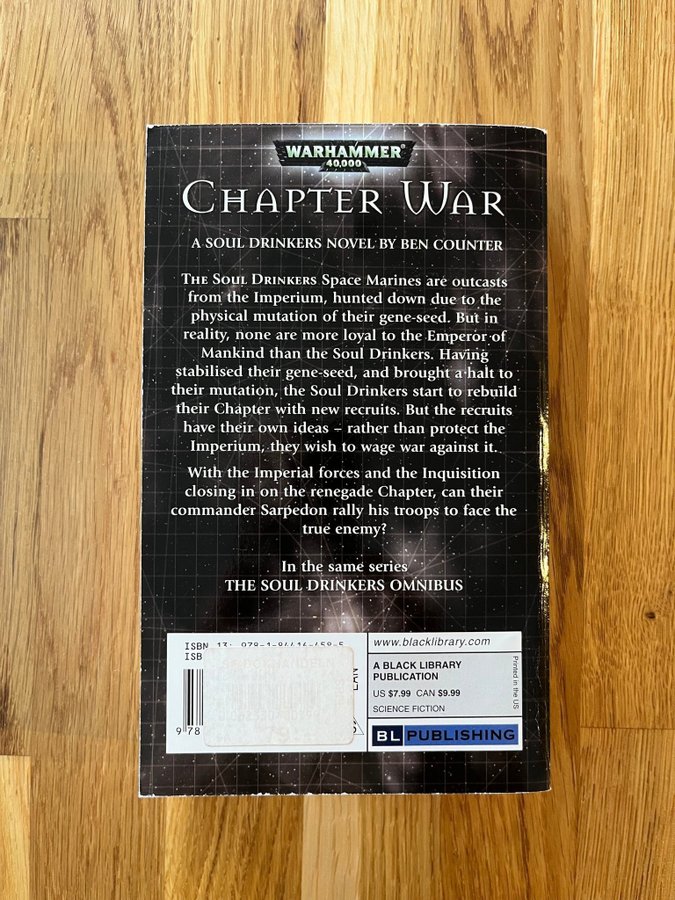 WARHAMMER
40,000
CHAPTER WAR
A SOUL DRINKERS NOVEL BY BEN COUNTER
THE SOUL DRINKERS Space Marines are outcasts
from the Imperium, hunted down due to the
physical mutation of their gene-seed. But in
reality, none are more loyal to the Emperor of
Mankind than the Soul Drinkers. Having
stabilised their gene-seed, and brought a halt to
their mutation, the Soul Drinkers start to rebuild
their Chapter with new recruits. But the recruits
have their own ideas – rather than protect the
Imperium, they wish to wage war against it.
With the Imperial forces and the Inquisition
closing in on the renegade Chapter, can their
commander Sarpedon rally his troops to face the
true enemy?
In the same series
THE SOUL DRINKERS OMNIBUS
ISBN 13:
ISB
EAN
9 78
www.blacklibrary.com
A BLACK LIBRARY
PUBLICATION
US $7.99 CAN $9.99
SCIENCE FICTION
Printed in the US
BL PUBLISHING